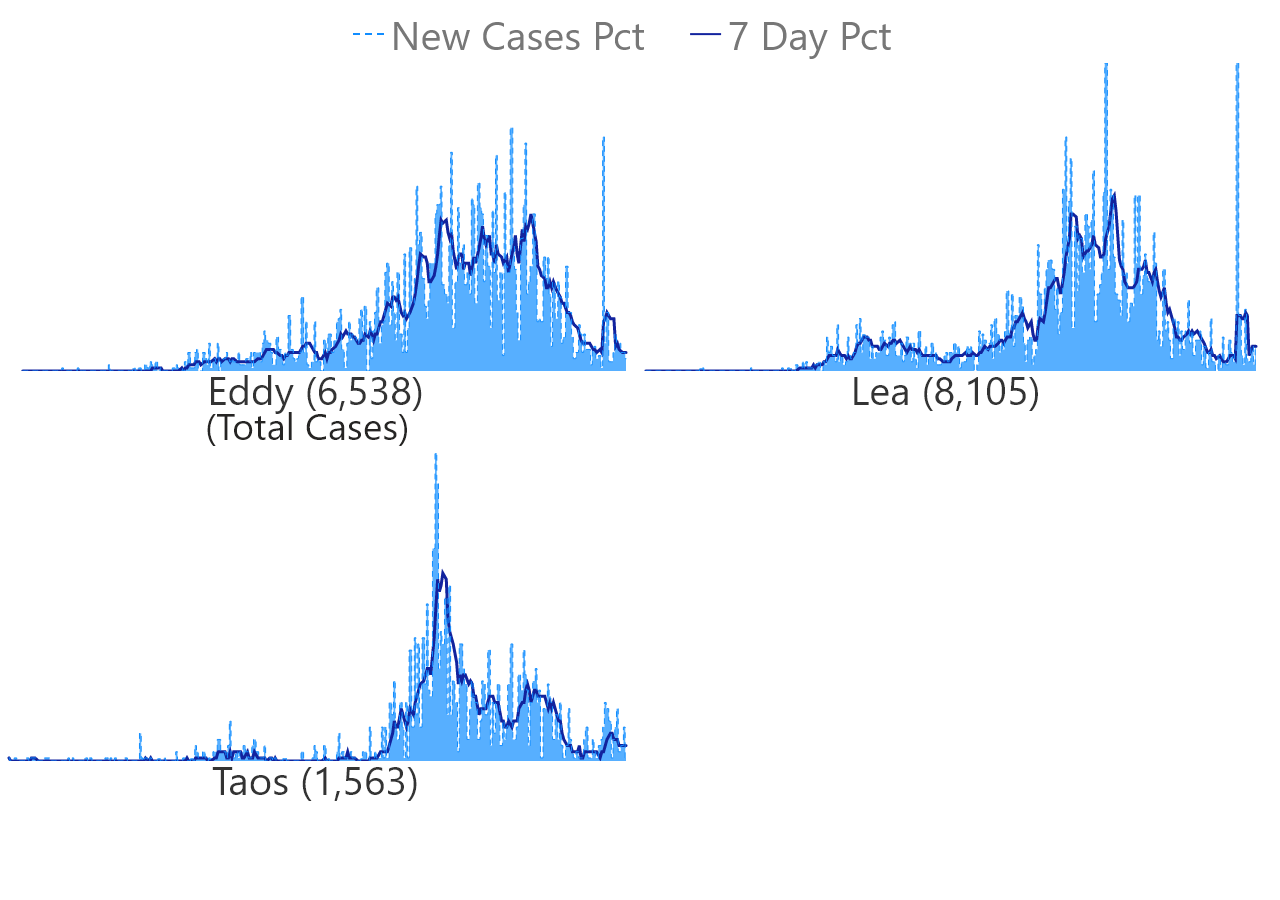 New Cases Pct 7 Day Pct
Eddy (6,538)
(Total Cases)
Lea (8,105)
Taos (1,563)